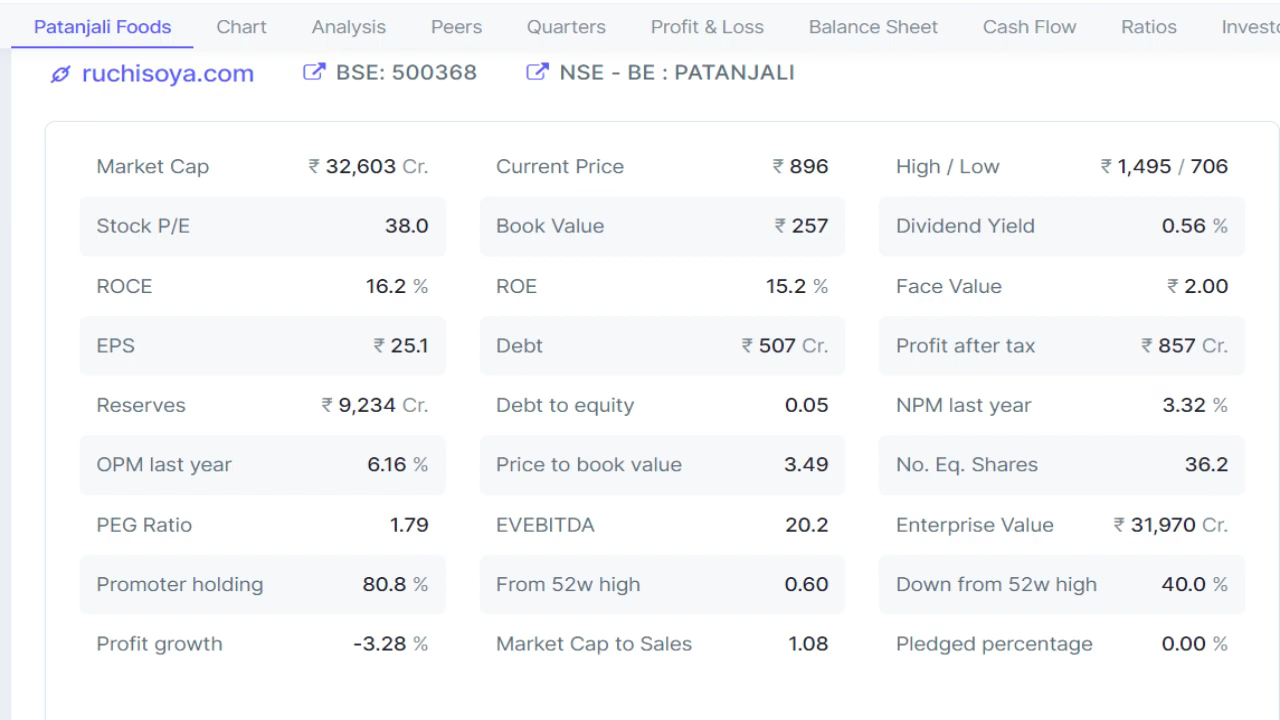 Patanjali Foods Chart Analysis Peers Quarters Profit & Loss Balance Sheet Cash Flow Ratios Investo
ruchisoya.com BSE: 500368 NSE - BE : PATANJALI
Market Cap ₹ 32,603 Cr. Current Price ₹ 896 High / Low ₹ 1,495 / 706
Stock P/E 38.0 Book Value ₹ 257 Dividend Yield 0.56 %
ROCE 16.2 % ROE 15.2 % Face Value ₹ 2.00
EPS ₹ 25.1 Debt ₹ 507 Cr. Profit after tax ₹ 857 Cr.
Reserves ₹ 9,234 Cr. Debt to equity 0.05 NPM last year 3.32 %
OPM last year 6.16 % Price to book value 3.49 No. Eq. Shares 36.2
PEG Ratio 1.79 EVEBITDA 20.2 Enterprise Value ₹ 31,970 Cr.
Promoter holding 80.8 % From 52w high 0.60 Down from 52w high 40.0 %
Profit growth -3.28 % Market Cap to Sales 1.08 Pledged percentage 0.00 %